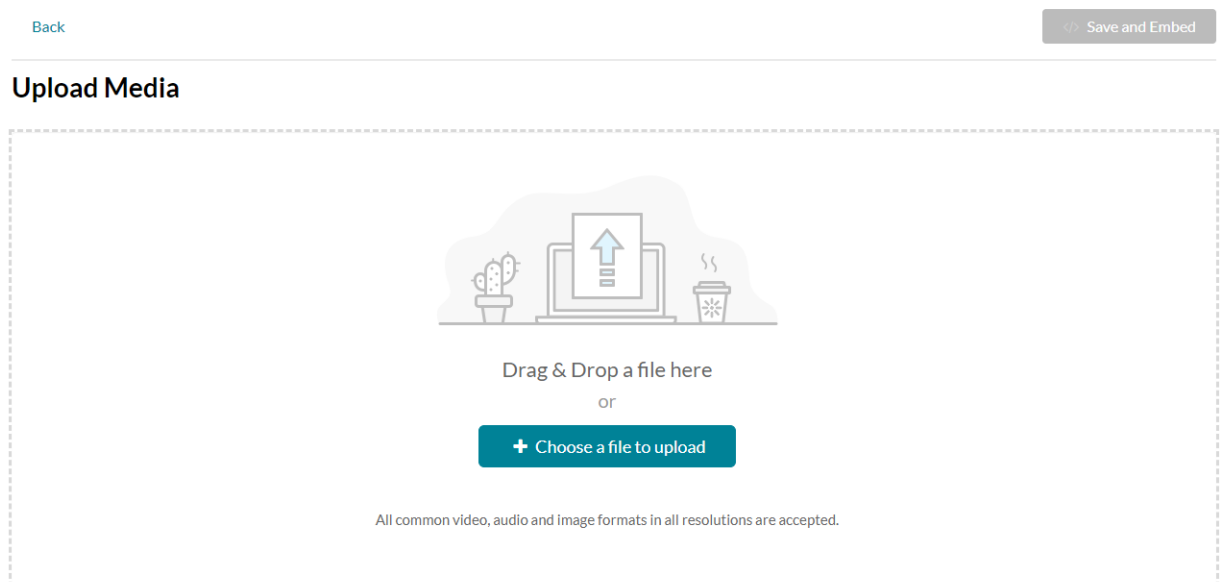 Back
</> Save and Embed
Upload Media
Drag & Drop a file here
or
+ Choose a file to upload
All common video, audio and image formats in all resolutions are accepted.